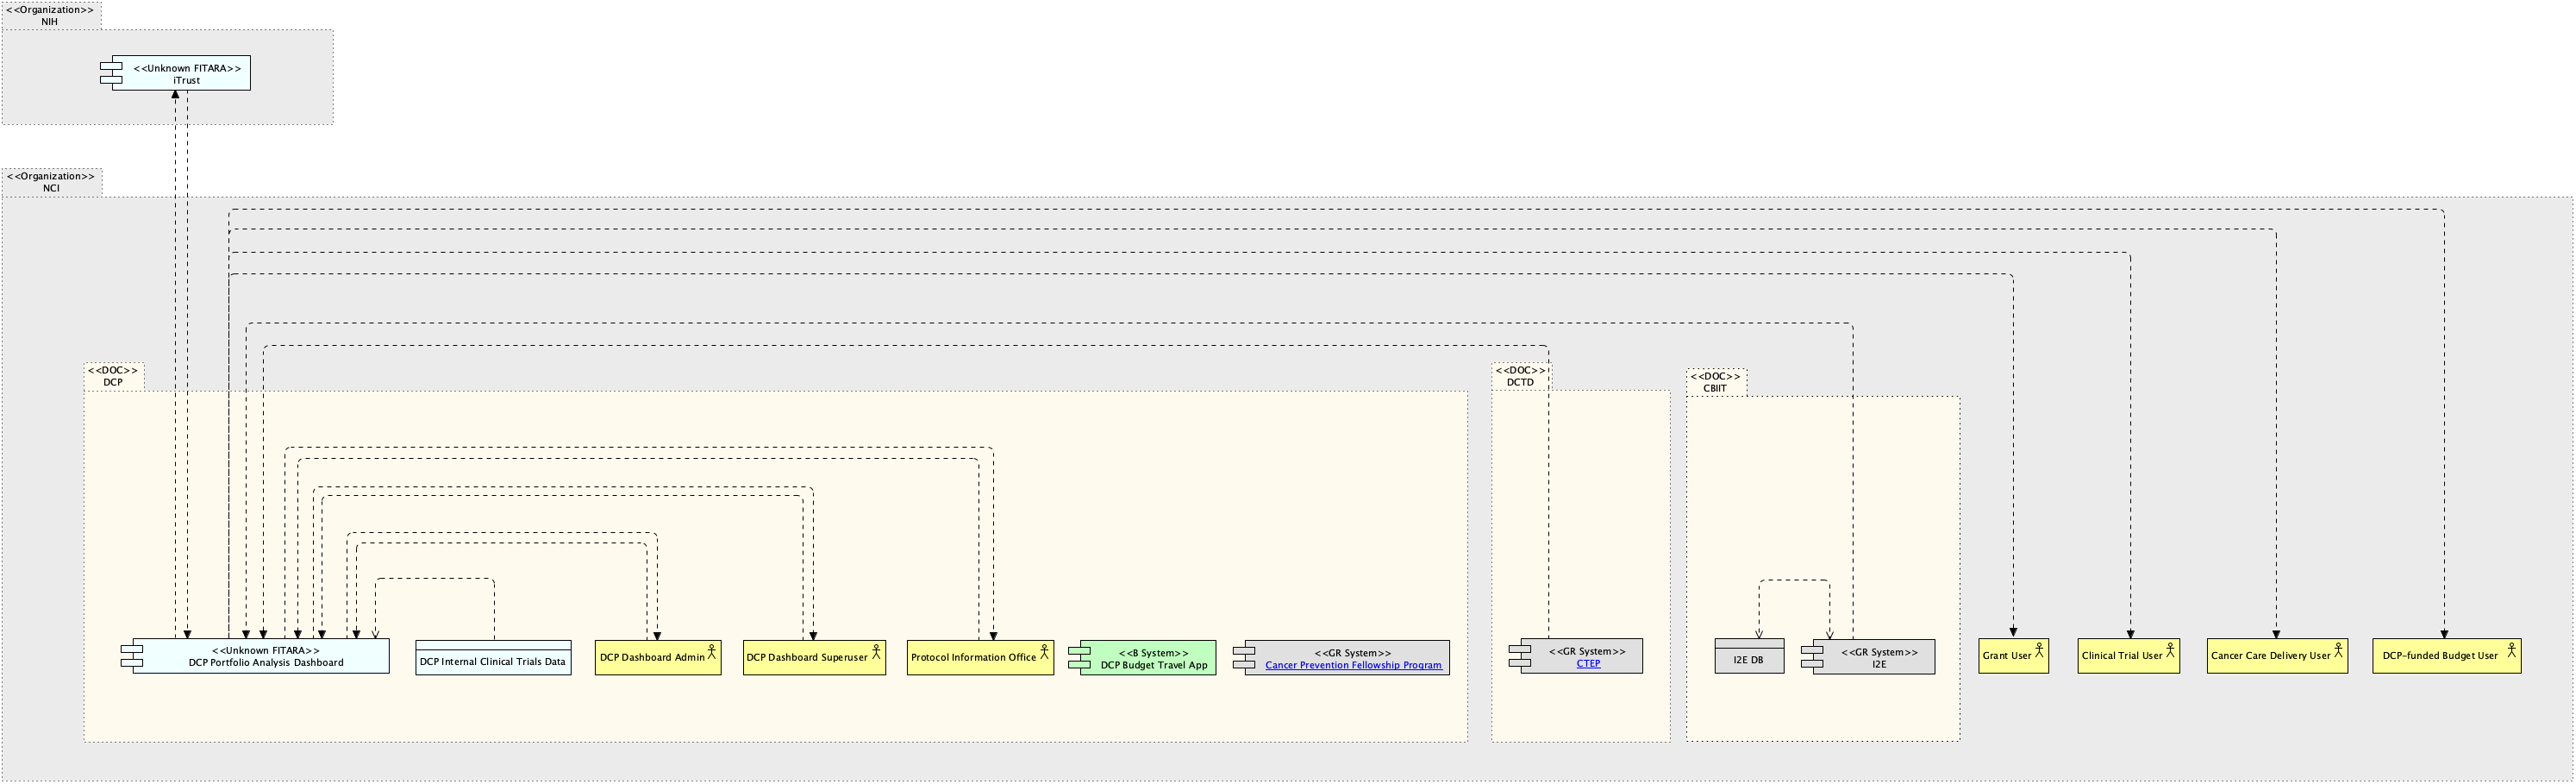 <<Organization>>
NIH
<<Unknown FITARA>>
iTrust
<<Organization>>
NCI
<<DOC>>
DCP
<<DOC>>
DCTD
<<DOC>>
CBIIT
<<Unknown FITARA>>
DCP Portfolio Analysis Dashboard
DCP Internal Clinical Trials Data
DCP Dashboard Admin
DCP Dashboard Superuser
Protocol Information Office
<<B System>>
DCP Budget Travel App
<<GR System>>
Cancer Prevention Fellowship Program
<<GR System>>
CTEP
I2E DB
<<GR System>>
I2E
Grant User
Clinical Trial User
Cancer Care Delivery User
DCP-funded Budget User